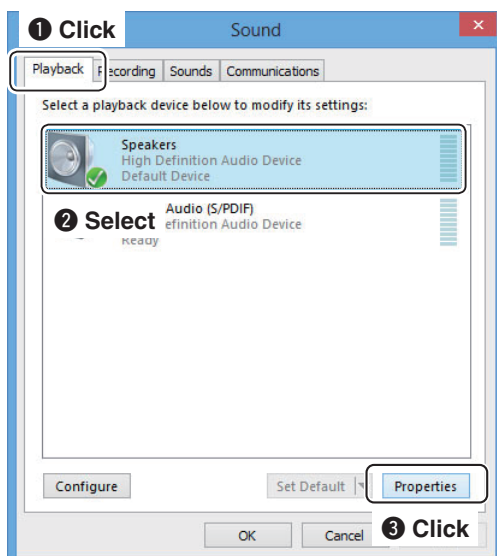 ❶ Click
Sound
Playback Recording Sounds Communications
Select a playback device below to modify its settings:
Speakers
High Definition Audio Device
Default Device
❷ Select
Audio (S/PDIF)
efinition Audio Device
Ready
Configure Set Default Properties
OK Cancel
❸ Click